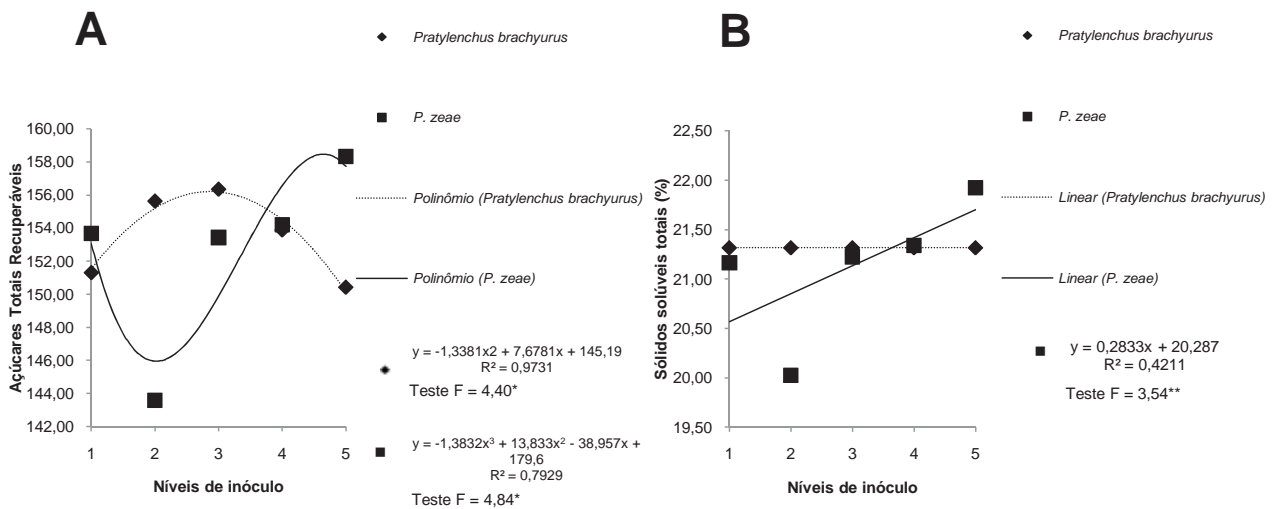 A
Pratylenchus brachyurus
P. zeae
Polinômio (Pratylenchus brachyurus)
Polinômio (P. zeae)
y = -1,3381x2 + 7,6781x + 145,19
R² = 0,9731
Teste F = 4,40*
y = -1,3832x³ + 13,833x² - 38,957x +
179,6
R² = 0,7929
Teste F = 4,84*
Açúcares Totais Recuperáveis
160,00
158,00
156,00
154,00
152,00
150,00
148,00
146,00
144,00
142,00
1 2 3 4 5
Níveis de inóculo
B
Pratylenchus brachyurus
P. zeae
Linear (Pratylenchus brachyurus)
Linear (P. zeae)
y = 0,2833x + 20,287
R² = 0,4211
Teste F = 3,54**
Sólidos solúveis totais (%)
22,50
22,00
21,50
21,00
20,50
20,00
19,50
1 2 3 4 5
Níveis de inóculo